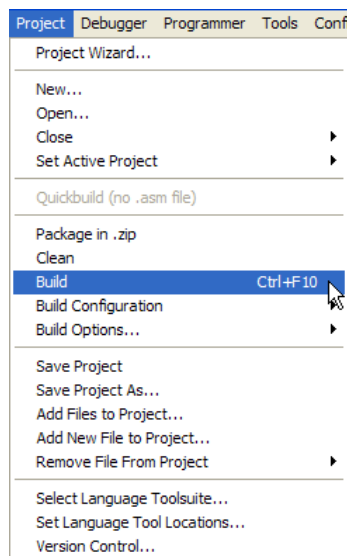 Project Debugger Programmer Tools Conf
Project Wizard...
New...
Open...
Close
Set Active Project
Quickbuild (no .asm file)
Package in .zip
Clean
Build Ctrl+F10
Build Configuration
Build Options...
Save Project
Save Project As...
Add Files to Project...
Add New File to Project...
Remove File From Project
Select Language Toolsuite...
Set Language Tool Locations...
Version Control...